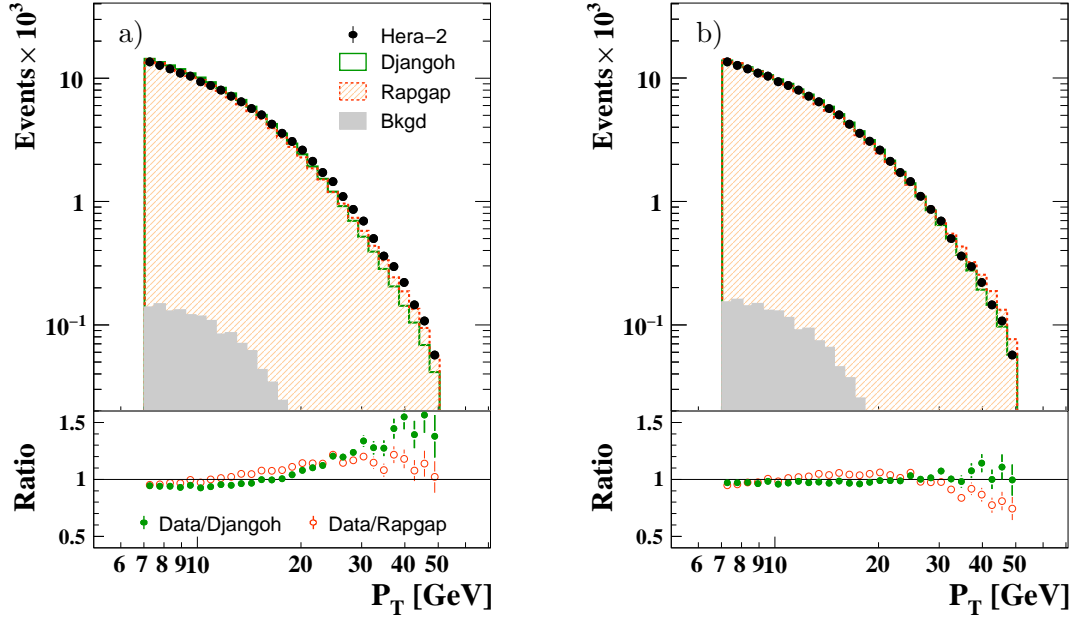 a)
Events × 10³
10
1
10⁻¹
Hera−2
Djangoh
Rapgap
Bkgd
Ratio
1.5
1
0.5
Data/Djangoh
Data/Rapgap
6 7 8 9 10 20 30 40 50
P_T [GeV]
b)
Events × 10³
10
1
10⁻¹
Ratio
1.5
1
0.5
6 7 8 9 10 20 30 40 50
P_T [GeV]